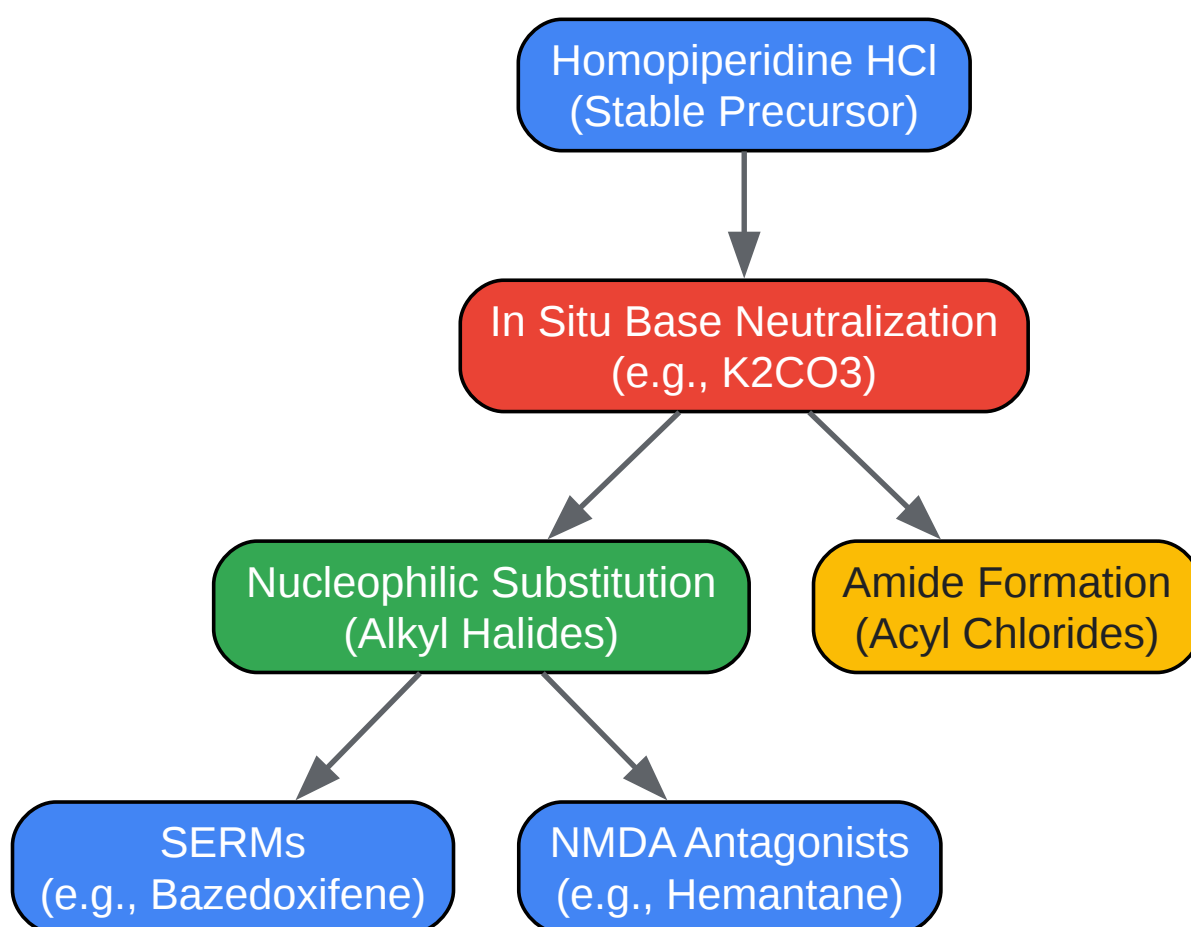 Homopiperidine HCl
(Stable Precursor)
In Situ Base Neutralization
(e.g., K2CO3)
Nucleophilic Substitution
(Alkyl Halides)
Amide Formation
(Acyl Chlorides)
SERMs
(e.g., Bazedoxifene)
NMDA Antagonists
(e.g., Hemantane)